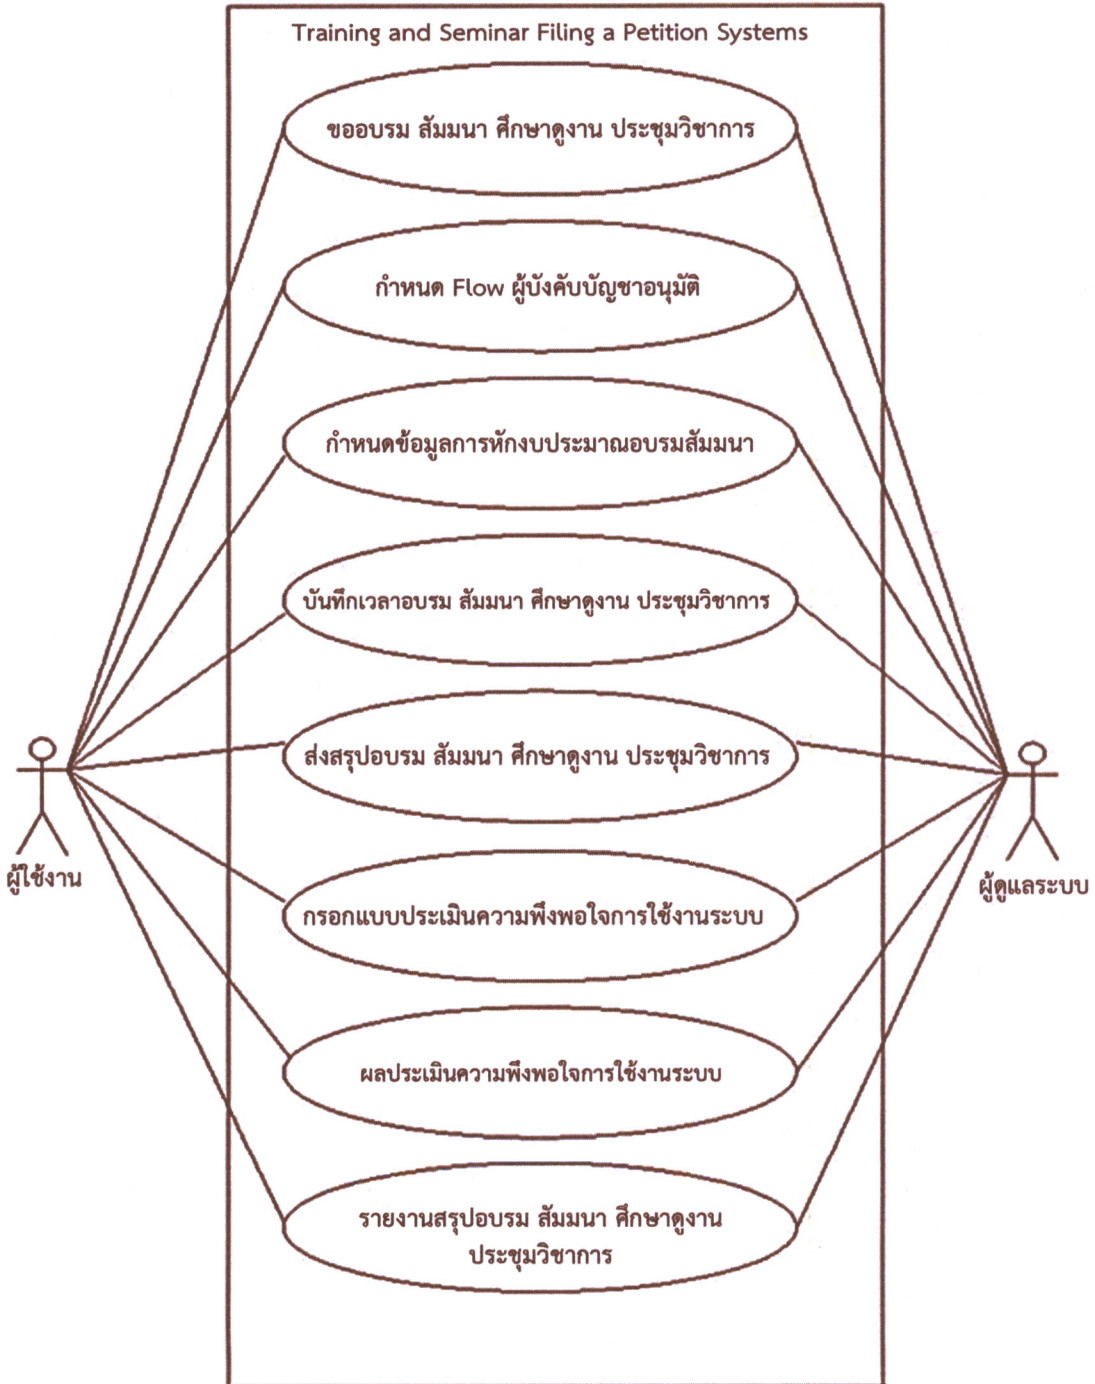 Training and Seminar Filing a Petition Systems
ขออบรม สัมมนา ศึกษาดูงาน ประชุมวิชาการ
กำหนด Flow ผู้บังคับบัญชาอนุมัติ
กำหนดข้อมูลการหักงบประมาณอบรมสัมมนา
บันทึกเวลาอบรม สัมมนา ศึกษาดูงาน ประชุมวิชาการ
ส่งสรุปอบรม สัมมนา ศึกษาดูงาน ประชุมวิชาการ
ผู้ใช้งาน
ผู้ดูแลระบบ
กรอกแบบประเมินความพึงพอใจการใช้งานระบบ
ผลประเมินความพึงพอใจการใช้งานระบบ
รายงานสรุปอบรม สัมมนา ศึกษาดูงาน
ประชุมวิชาการ